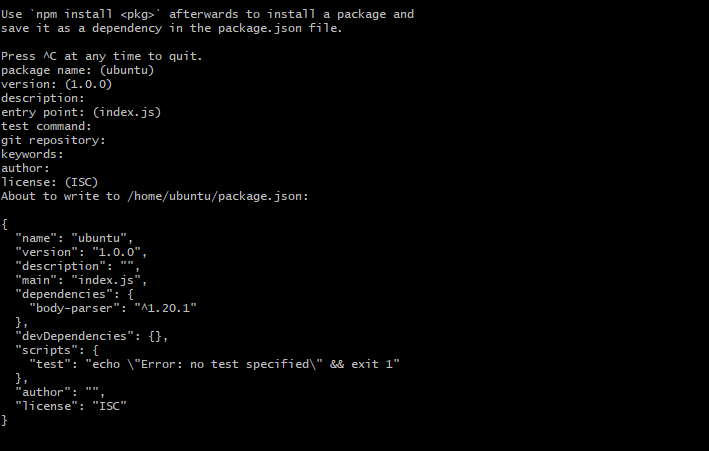 Use `npm install <pkg>` afterwards to install a package and
save it as a dependency in the package.json file.

Press ^C at any time to quit.
package name: (ubuntu)
version: (1.0.0)
description:
entry point: (index.js)
test command:
git repository:
keywords:
author:
license: (ISC)
About to write to /home/ubuntu/package.json:

{
  "name": "ubuntu",
  "version": "1.0.0",
  "description": "",
  "main": "index.js",
  "dependencies": {
    "body-parser": "^1.20.1"
  },
  "devDependencies": {},
  "scripts": {
    "test": "echo \"Error: no test specified\" && exit 1"
  },
  "author": "",
  "license": "ISC"
}